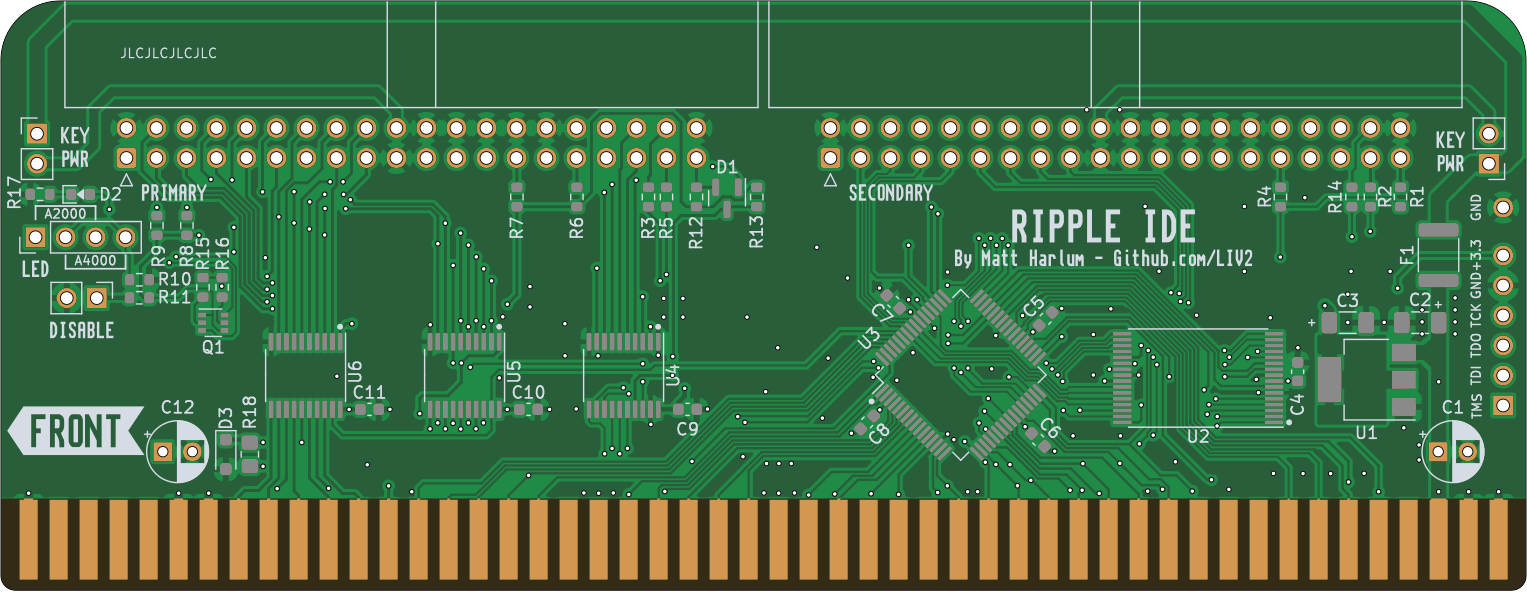 JLCJLCJLCJLC
KEY
PWR
KEY
PWR
D1
R17
D2
PRIMARY
SECONDARY
R4
R14
R2
R1
A2000
R7
R6
R3
R5
R12
R13
GND
RIPPLE IDE
By Matt Harlum - Github.com/LIV2
R9
R8
R15
R16
F1
+3.3
LED
A4000
R10
R11
GND
DISABLE
Q1
C7
C5
C3
+
C2
+
TCK
U3
TDO
U6
U5
U4
TDI
C11
C10
C9
C4
TMS
C12
+
D3
R18
FRONT
C8
C6
U2
U1
C1
+